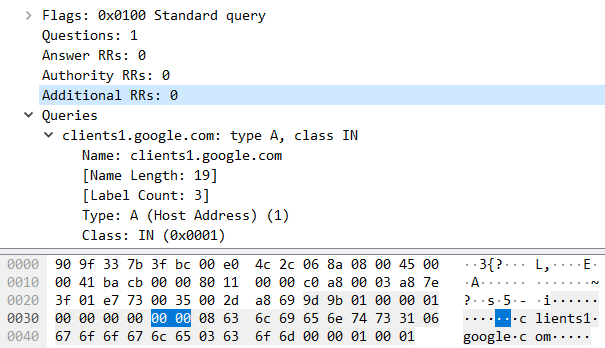 Flags: 0x0100 Standard query
Questions: 1
Answer RRs: 0
Authority RRs: 0
Additional RRs: 0
Queries
clients1.google.com: type A, class IN
Name: clients1.google.com
[Name Length: 19]
[Label Count: 3]
Type: A (Host Address) (1)
Class: IN (0x0001)
0000 90 9f 33 7b 3f bc 00 e0 4c 2c 06 8a 08 00 45 00 ··3{?··· L,····E·
0010 00 41 ba cb 00 00 80 11 00 00 c0 a8 00 03 a8 7e ·A·············~
0020 3f 01 e7 73 00 35 00 2d a8 69 9d 9b 01 00 00 01 ?··s·5·- ·i······
0030 00 00 00 00 00 00 08 63 6c 69 65 6e 74 73 31 06 ·······c lients1·
0040 67 6f 6f 67 6c 65 03 63 6f 6d 00 00 01 00 01 google·c om·····